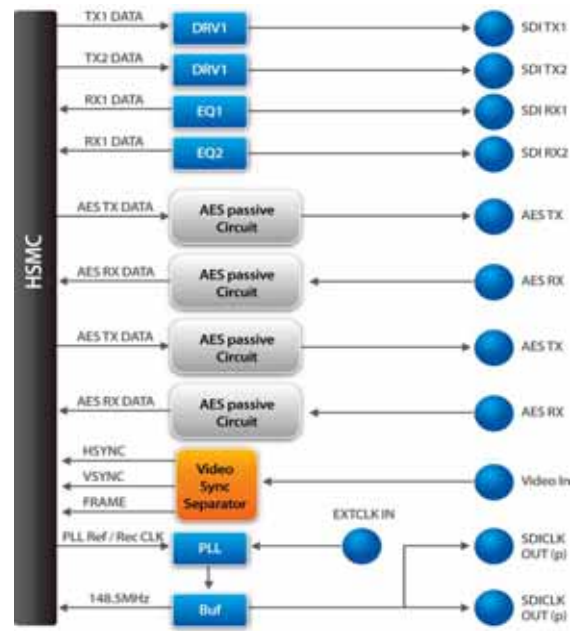 TX1 DATA
DRV1
SDI TX1
TX2 DATA
DRV1
SDI TX2
RX1 DATA
EQ1
SDI RX1
RX1 DATA
EQ2
SDI RX2
HSMC
AES TX DATA
AES passive
Circuit
AES TX
AES RX DATA
AES passive
Circuit
AES RX
AES TX DATA
AES passive
Circuit
AES TX
AES RX DATA
AES passive
Circuit
AES RX
HSYNC
VSYNC
FRAME
Video
Sync
Separator
Video In
EXTCLK IN
PLL Ref / Rec CLK
PLL
SDICLK
OUT (p)
148.5MHz
Buf
SDICLK
OUT (p)